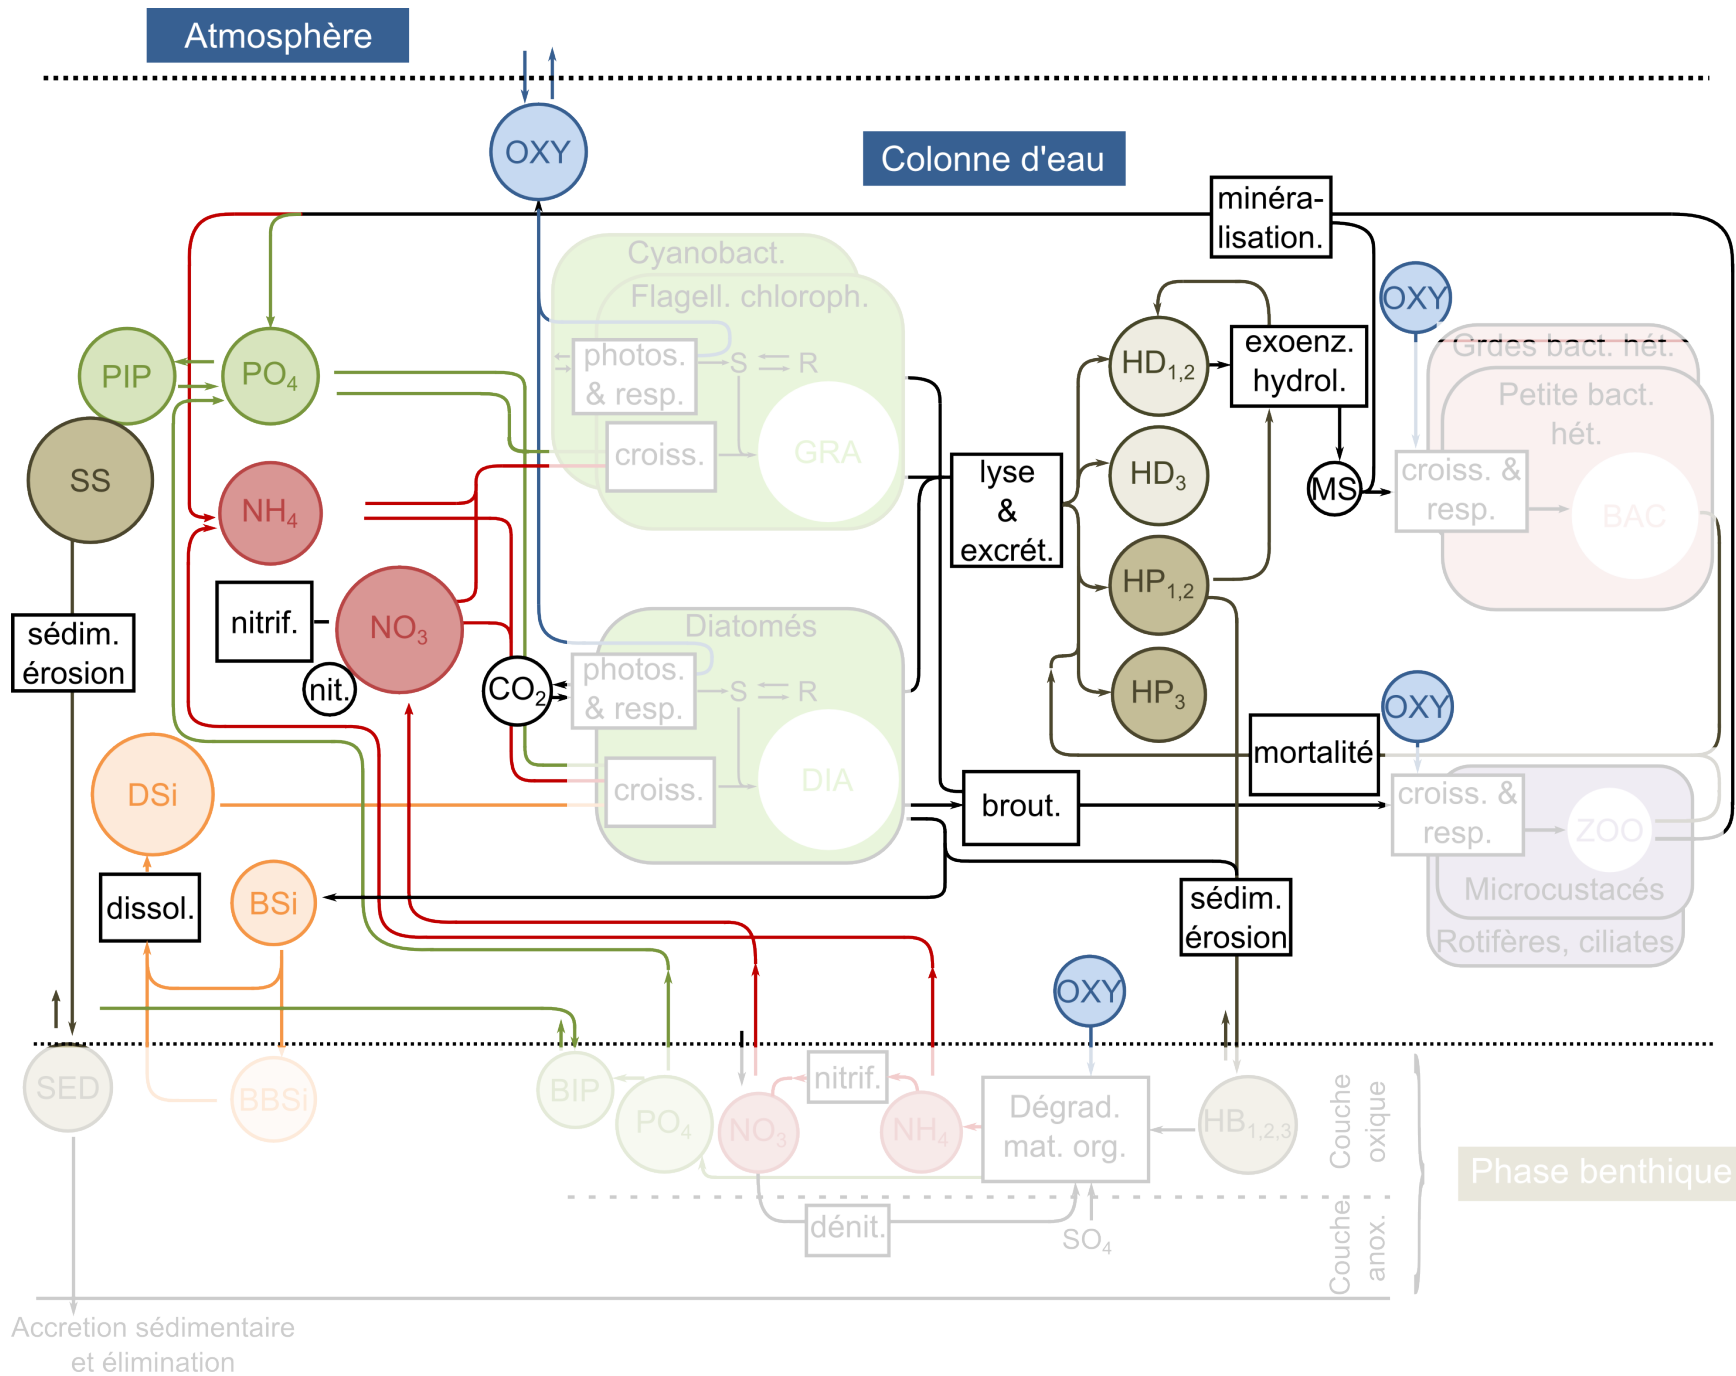 Atmosphère
OXY
Colonne d'eau
minéra-
lisation.
Cyanobact.
Flagell. chloroph.
photos.
& resp.
S
R
croiss.
GRA
PIP
PO4
SS
NH4
nitrif.
NO3
nit.
sédim.
érosion
CO2
Diatomés
photos.
& resp.
S
R
croiss.
DIA
lyse
&
excrét.
HD1,2
HD3
HP1,2
HP3
exoenz.
hydrol.
MS
OXY
Grdes bact. hét.
Petite bact.
hét.
croiss. &
resp.
BAC
mortalité
OXY
croiss. &
resp.
ZOO
Microcustacés
Rotifères, ciliates
brout.
DSi
dissol.
BSi
sédim.
érosion
OXY
SED
BBSi
BIP
PO4
NO3
nitrif.
NH4
Dégrad.
mat. org.
HB1,2,3
Couche
oxique
Phase benthique
dénit.
SO4
Couche
anox.
Accretion sédimentaire
et élimination